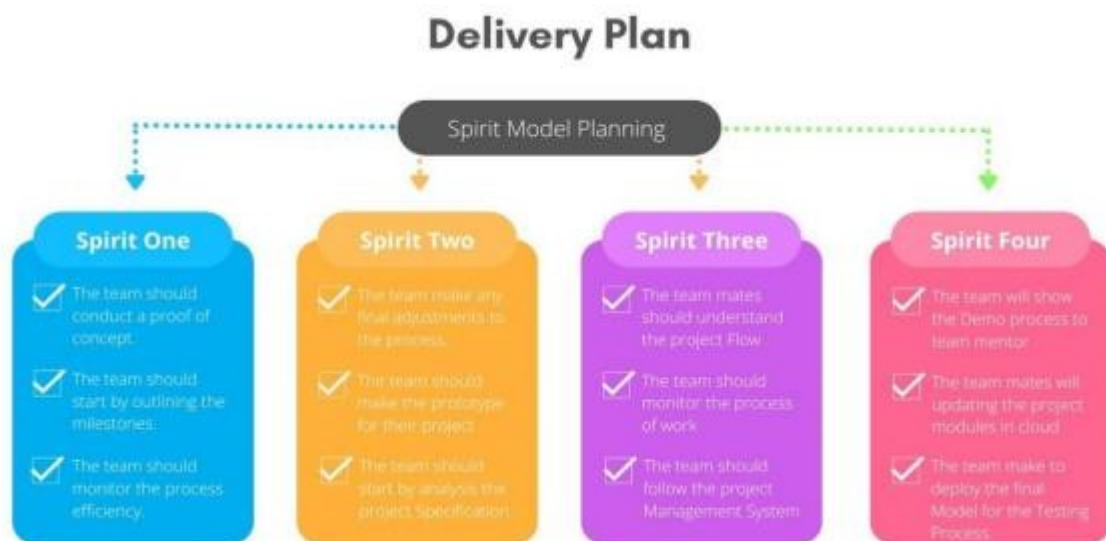 Delivery Plan
Spirit Model Planning
Spirit One
The team should
conduct a proof of
concept.
The team should
start by outlining the
milestones.
The team should
monitor the process
efficiency.
Spirit Two
The team make any
final adjustments to
the process.
The team should
make the prototype
for their project
The team should
start by analysis the
project Specification
Spirit Three
The team mates
should understand
the project Flow
The team should
monitor the process
of work
The team should
follow the project
Management System
Spirit Four
The team will show
the Demo process to
team mentor
The team mates will
updating the project
modules in cloud
The team make to
deploy the final
Model for the Testing
Process